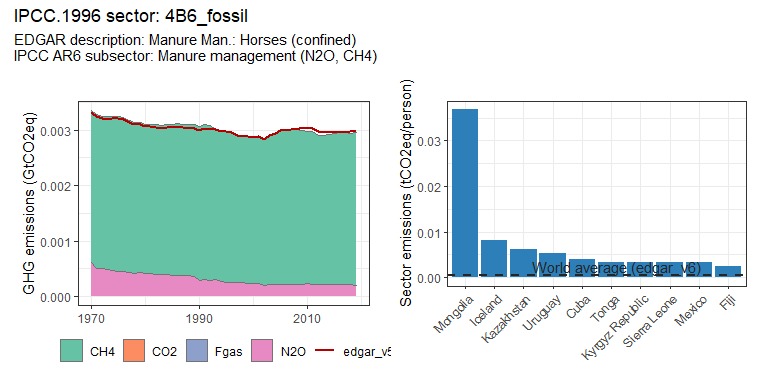 IPCC.1996 sector: 4B6_fossil
EDGAR description: Manure Man.: Horses (confined)
IPCC AR6 subsector: Manure management (N2O, CH4)
GHG emissions (GtCO2eq)
0.003
0.002
0.001
0.000
1970
1990
2010
CH4
CO2
Fgas
N2O
edgar_v6
Sector emissions (tCO2eq/person)
0.03
0.02
0.01
0.00
World average (edgar_v6)
Mongolia
Iceland
Kazakhstan
Uruguay
Cuba
Tonga
Kyrgyz Republic
Sierra Leone
Mexico
Fiji